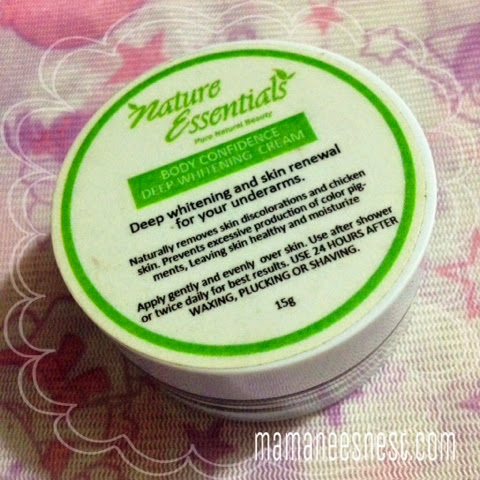 Nature
Essentials
Pure Natural Beauty
BODY CONFIDENCE
DEEP WHITENING CREAM
Deep whitening and skin renewal
for your underarms.
Naturally removes skin discolorations and chicken
skin. Prevents excessive production of color pig-
ments, Leaving skin healthy and moisturize
Apply gently and evenly over skin. Use after shower
or twice daily for best results. USE 24 HOURS AFTER
WAXING, PLUCKING OR SHAVING.
15g
mamaneesnest.com